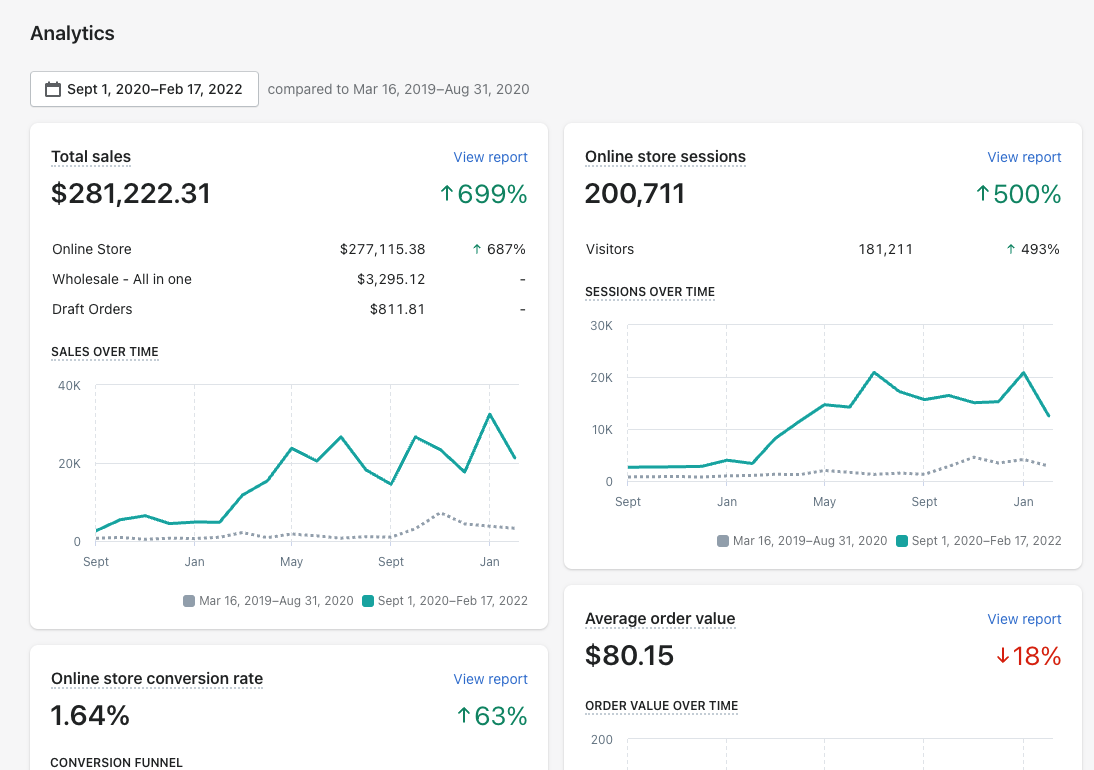 Analytics
Sept 1, 2020–Feb 17, 2022 compared to Mar 16, 2019–Aug 31, 2020
Total sales View report
$281,222.31 ↑699%
Online Store $277,115.38 ↑ 687%
Wholesale - All in one $3,295.12 -
Draft Orders $811.81 -
SALES OVER TIME
40K
20K
0
Sept Jan May Sept Jan
Mar 16, 2019–Aug 31, 2020 Sept 1, 2020–Feb 17, 2022
Online store conversion rate View report
1.64% ↑63%
CONVERSION FUNNEL
Online store sessions View report
200,711 ↑500%
Visitors 181,211 ↑ 493%
SESSIONS OVER TIME
30K
20K
10K
0
Sept Jan May Sept Jan
Mar 16, 2019–Aug 31, 2020 Sept 1, 2020–Feb 17, 2022
Average order value View report
$80.15 ↓18%
ORDER VALUE OVER TIME
200